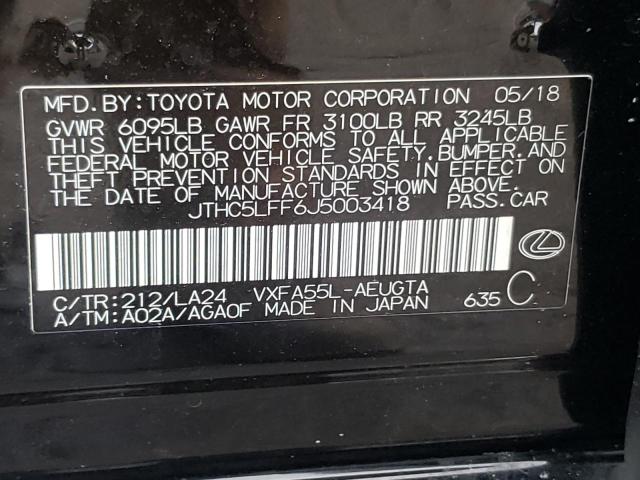 MFD. BY: TOYOTA MOTOR CORPORATION 05/18
GVWR 6095LB GAWR FR 3100LB RR 3245LB
THIS VEHICLE CONFORMS TO ALL APPLICABLE
FEDERAL MOTOR VEHICLE SAFETY, BUMPER, AND
THEFT PREVENTION STANDARDS IN EFFECT ON
THE DATE OF MANUFACTURE SHOWN ABOVE.
JTHC5LFF6J5003418 PASS. CAR
C/TR: 212/LA24 VXFA55L-AEUGTA
A/TM: A02A/AGA0F MADE IN JAPAN 635 C